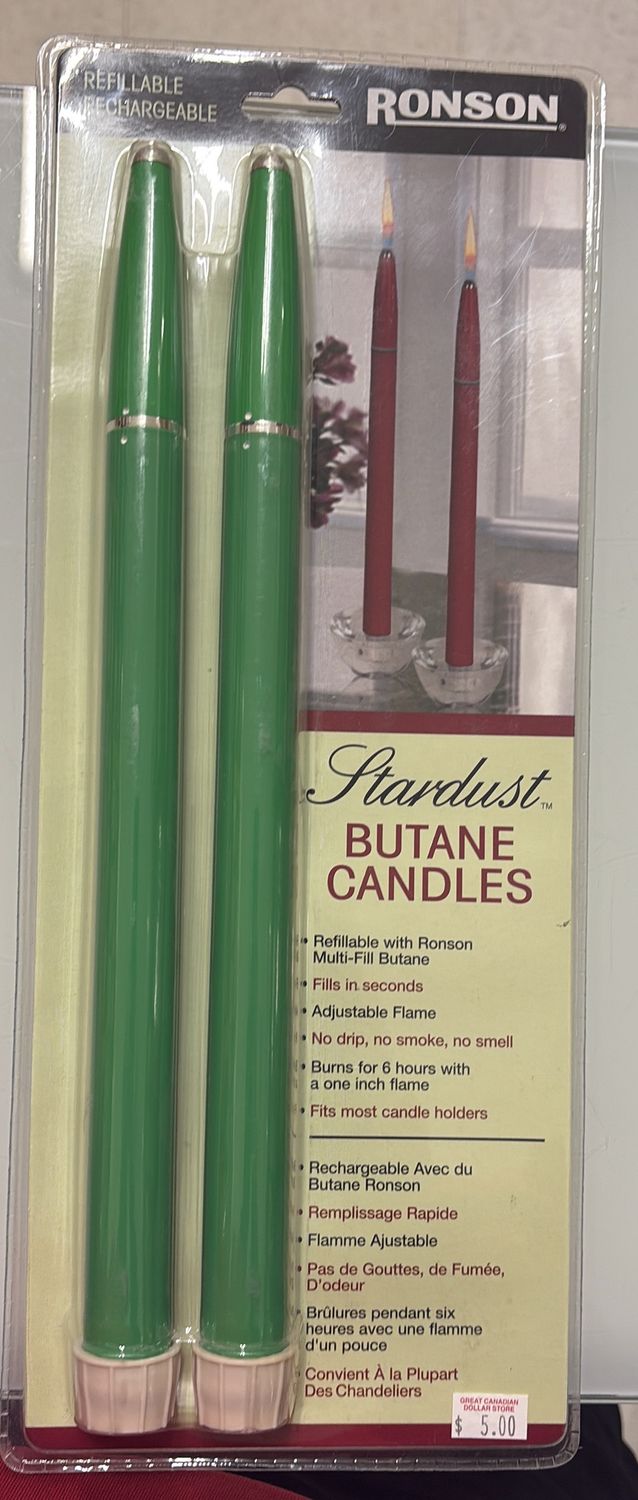 REFILLABLE
RECHARGEABLE
RONSON®
Stardust™
BUTANE
CANDLES
• Refillable with Ronson
Multi-Fill Butane
• Fills in seconds
• Adjustable Flame
• No drip, no smoke, no smell
• Burns for 6 hours with
a one inch flame
• Fits most candle holders
• Rechargeable Avec du
Butane Ronson
• Remplissage Rapide
• Flamme Ajustable
• Pas de Gouttes, de Fumée,
D'odeur
• Brûlures pendant six
heures avec une flamme
d'un pouce
• Convient À la Plupart
Des Chandeliers
GREAT CANADIAN
DOLLAR STORE
$ 5.00